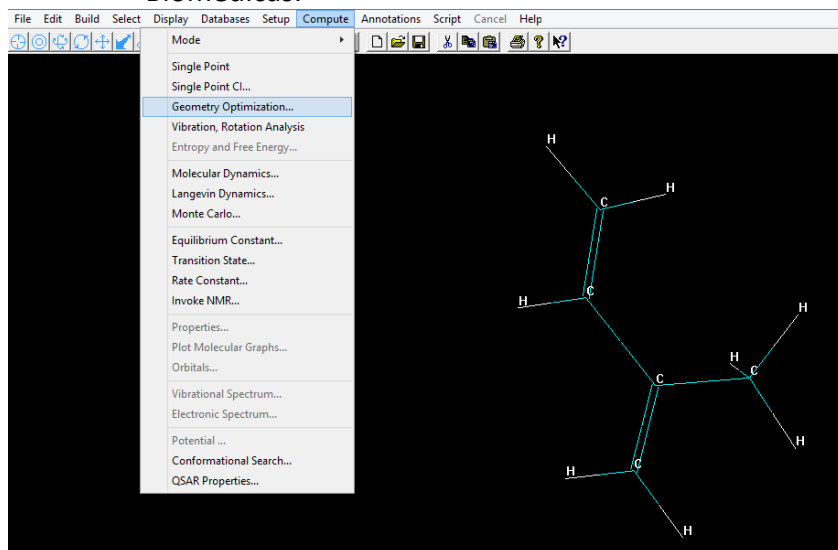 Biomédicas.
File Edit Build Select Display Databases Setup Compute Annotations Script Cancel Help
Mode
Single Point
Single Point CI...
Geometry Optimization...
Vibration, Rotation Analysis
Entropy and Free Energy...
Molecular Dynamics...
Langevin Dynamics...
Monte Carlo...
Equilibrium Constant...
Transition State...
Rate Constant...
Invoke NMR...
Properties...
Plot Molecular Graphs...
Orbitals...
Vibrational Spectrum...
Electronic Spectrum...
Potential ...
Conformational Search...
QSAR Properties...
H
H
C
H
C
H
H
C
C
H
H
C
H